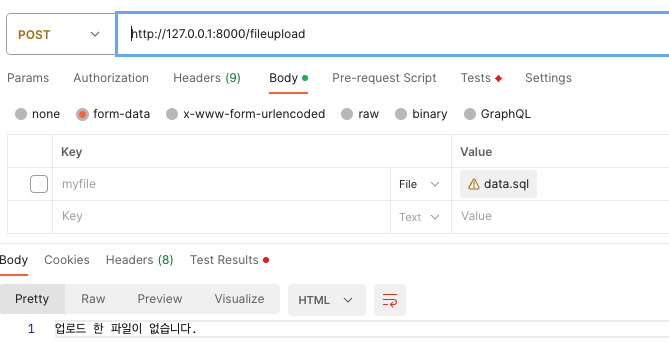 POST http://127.0.0.1:8000/fileupload
Params Authorization Headers (9) Body Pre-request Script Tests Settings
none form-data x-www-form-urlencoded raw binary GraphQL
Key Value
myfile File data.sql
Key Text Value
Body Cookies Headers (8) Test Results
Pretty Raw Preview Visualize HTML
1 업로드 한 파일이 없습니다.